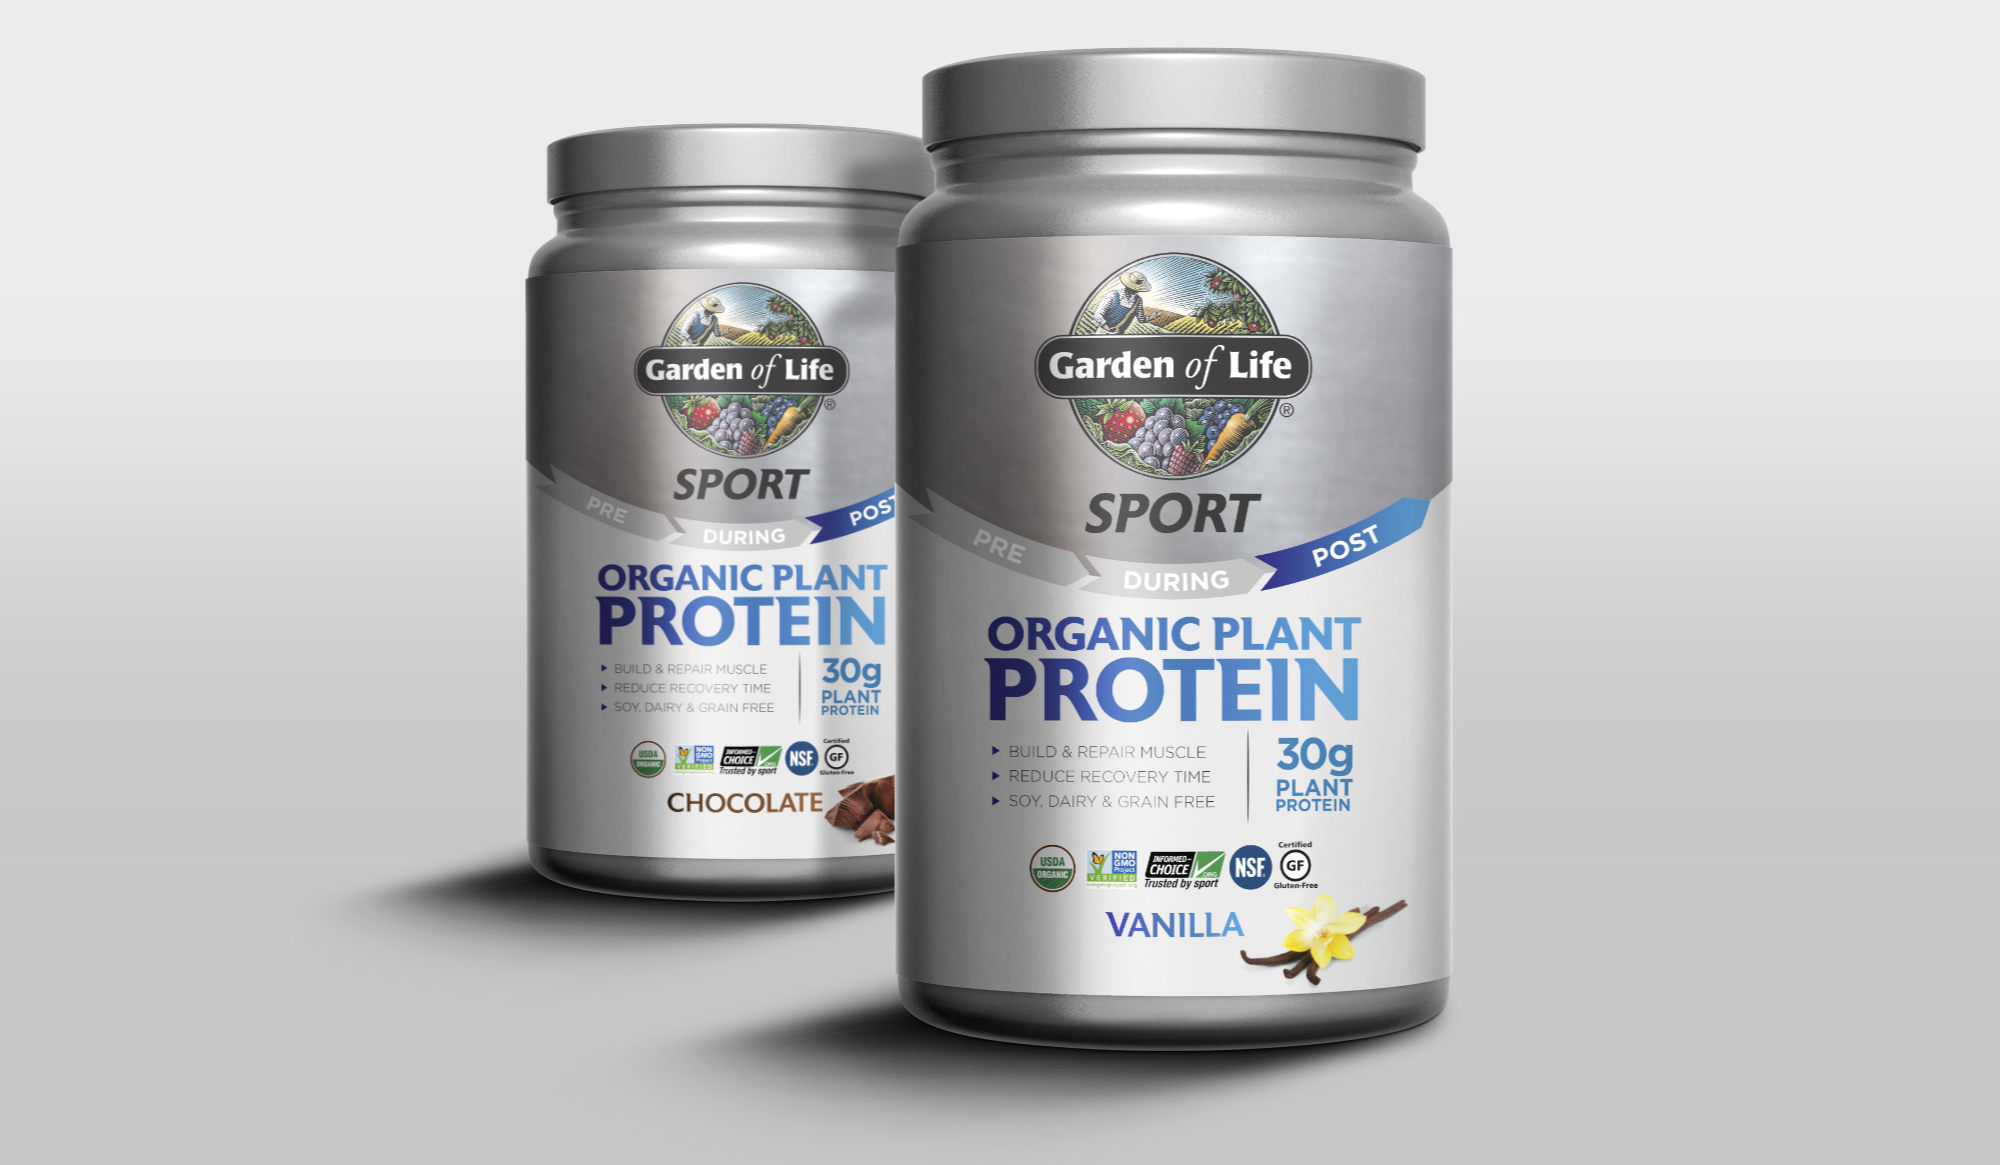 Garden of Life
®
SPORT
PRE
DURING
POST
ORGANIC PLANT
PROTEIN
BUILD & REPAIR MUSCLE
REDUCE RECOVERY TIME
SOY, DAIRY & GRAIN FREE
30g
PLANT
PROTEIN
USDA
ORGANIC
NON
GMO
Project
VERIFIED
INFORMED-
CHOICE
.ORG
Trusted by sport
NSF
Certified
GF
Gluten-Free
CHOCOLATE
Garden of Life
®
SPORT
PRE
DURING
POST
ORGANIC PLANT
PROTEIN
BUILD & REPAIR MUSCLE
REDUCE RECOVERY TIME
SOY, DAIRY & GRAIN FREE
30g
PLANT
PROTEIN
USDA
ORGANIC
NON
GMO
Project
VERIFIED
nongmoproject.org
INFORMED-
CHOICE
.ORG
Trusted by sport
NSF
Certified
GF
Gluten-Free
VANILLA